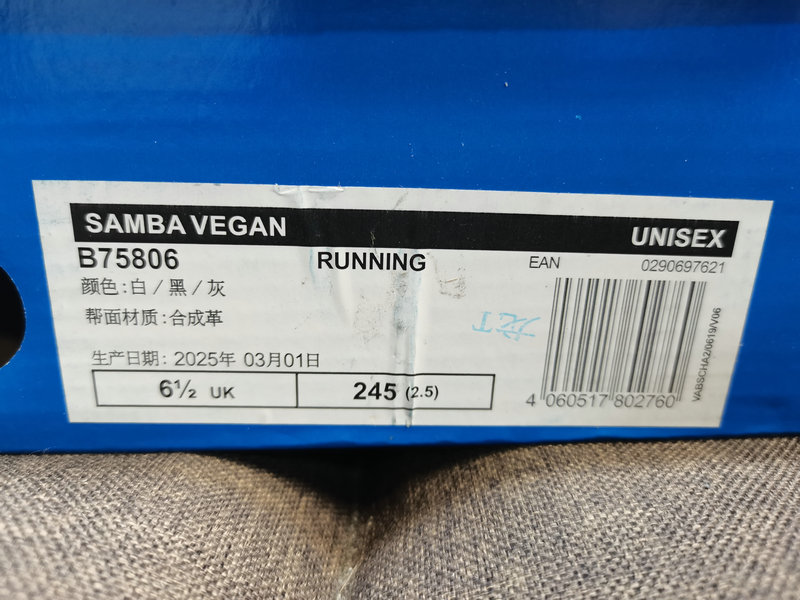 SAMBA VEGAN UNISEX
B75806 RUNNING EAN 0290697621
颜色:白/黑/灰
帮面材质:合成革
龙T
生产日期: 2025年 03月01日
6½ UK 245 (2.5)
4 060517 802760
VABSCHA2/0619/V06